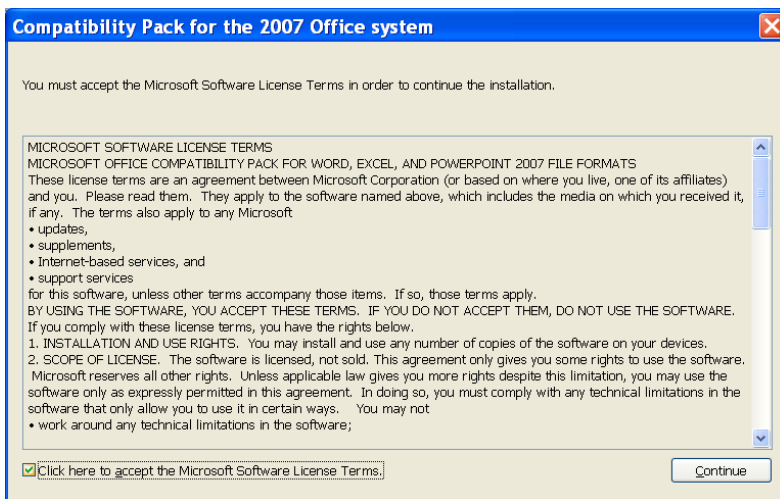 Compatibility Pack for the 2007 Office system
You must accept the Microsoft Software License Terms in order to continue the installation.
MICROSOFT SOFTWARE LICENSE TERMS
MICROSOFT OFFICE COMPATIBILITY PACK FOR WORD, EXCEL, AND POWERPOINT 2007 FILE FORMATS
These license terms are an agreement between Microsoft Corporation (or based on where you live, one of its affiliates)
and you.  Please read them.  They apply to the software named above, which includes the media on which you received it,
if any.  The terms also apply to any Microsoft
• updates,
• supplements,
• Internet-based services, and
• support services
for this software, unless other terms accompany those items.  If so, those terms apply.
BY USING THE SOFTWARE, YOU ACCEPT THESE TERMS.  IF YOU DO NOT ACCEPT THEM, DO NOT USE THE SOFTWARE.
If you comply with these license terms, you have the rights below.
1. INSTALLATION AND USE RIGHTS.  You may install and use any number of copies of the software on your devices.
2. SCOPE OF LICENSE.  The software is licensed, not sold. This agreement only gives you some rights to use the software.
Microsoft reserves all other rights.  Unless applicable law gives you more rights despite this limitation, you may use the
software only as expressly permitted in this agreement.  In doing so, you must comply with any technical limitations in the
software that only allow you to use it in certain ways.    You may not
• work around any technical limitations in the software;
Click here to accept the Microsoft Software License Terms.
Continue